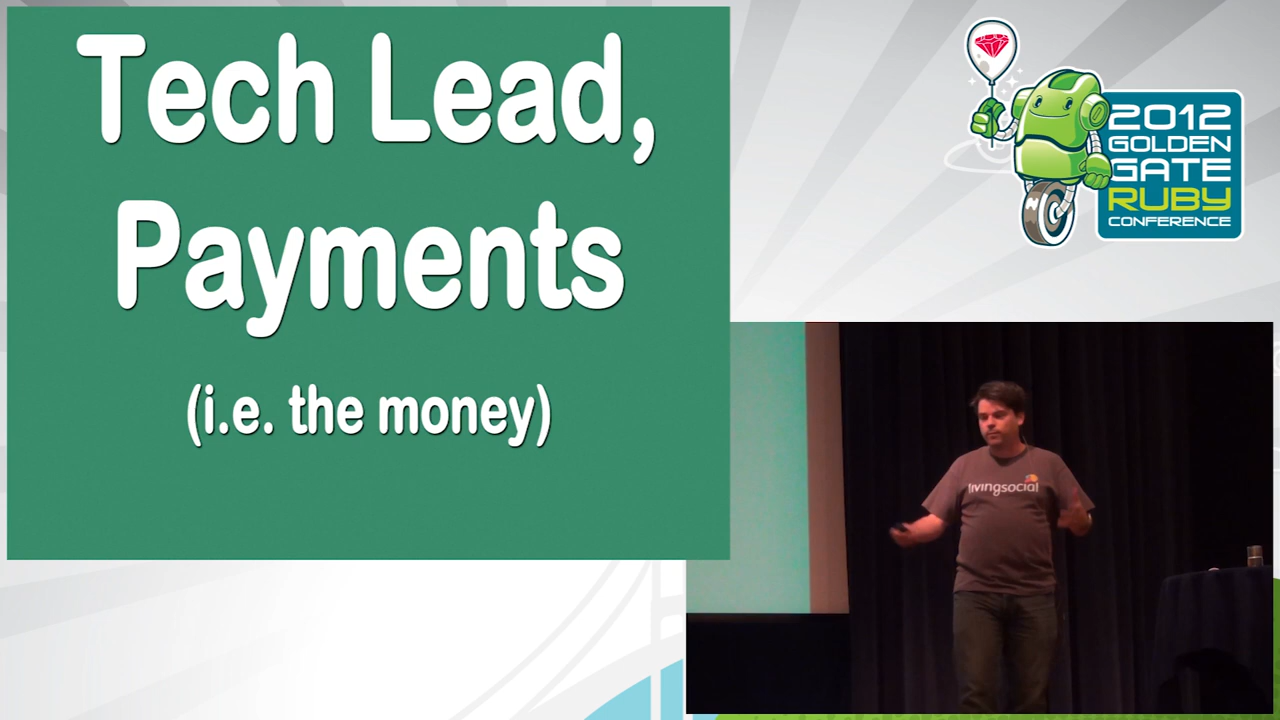 Tech Lead,
Payments
(i.e. the money)
2012
GOLDEN
GATE
RUBY
CONFERENCE
livingsocial